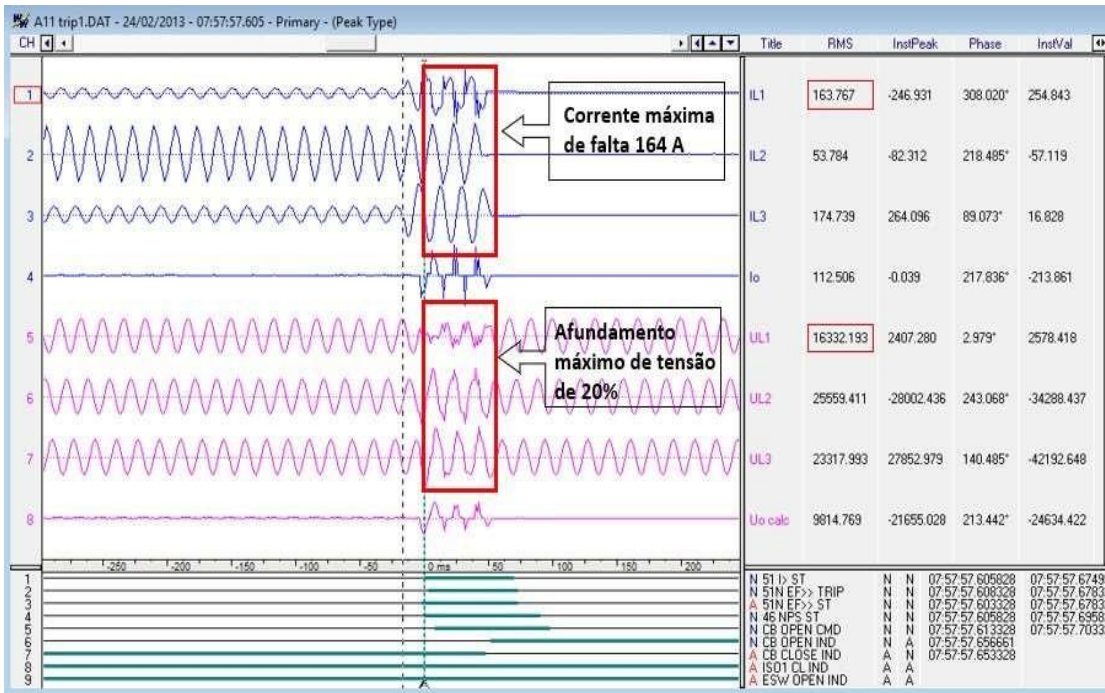 A11 trip1.DAT - 24/02/2013 - 07:57:57.605 - Primary - (Peak Type)
CH
Title RMS InstPeak Phase InstVal
1 IL1 163.767 -246.931 308.020° 254.843
Corrente máxima
de falta 164 A
2 IL2 53.784 -82.312 218.485° -57.119
3 IL3 174.739 264.096 89.073° 16.828
4 Io 112.506 -0.039 217.836° -213.861
5 UL1 16332.193 2407.280 2.979° 2578.418
Afundamento
máximo de tensão
de 20%
6 UL2 25559.411 -28002.436 243.068° -34288.437
7 UL3 23317.993 27852.979 140.485° -42192.648
8 Uo calc 9814.769 -21655.028 213.442° -24634.422
-250 -200 -150 -100 -50 0 ms 50 100 150 200
1 N 51 I> ST N N 07:57:57.605828 07:57:57.6749
2 N 51N EF>> TRIP N N 07:57:57.608328 07:57:57.6783
3 A 51N EF>> ST N N 07:57:57.603328 07:57:57.6783
4 N 46 NPS ST N N 07:57:57.605828 07:57:57.6958
5 N CB OPEN CMD N N 07:57:57.613328 07:57:57.7033
6 N CB OPEN IND N A 07:57:57.656661
7 A CB CLOSE IND A N 07:57:57.653328
8 A ISO1 CL IND A A
9 A ESW OPEN IND A A